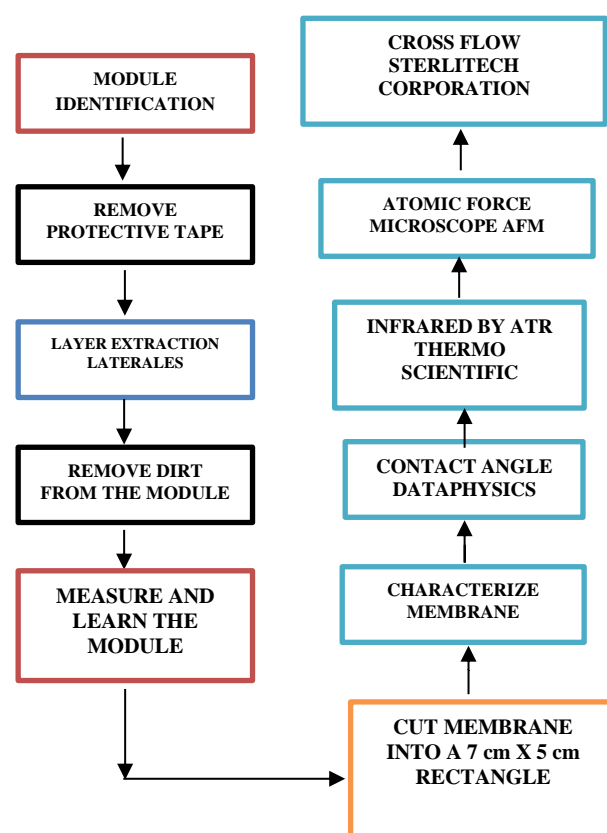 MODULE
IDENTIFICATION
REMOVE
PROTECTIVE TAPE
LAYER EXTRACTION
LATERALES
REMOVE DIRT
FROM THE MODULE
MEASURE AND
LEARN THE
MODULE
CUT MEMBRANE
INTO A 7 cm X 5 cm
RECTANGLE
CHARACTERIZE
MEMBRANE
CONTACT ANGLE
DATAPHYSICS
INFRARED BY ATR
THERMO
SCIENTIFIC
ATOMIC FORCE
MICROSCOPE AFM
CROSS FLOW
STERLITECH
CORPORATION